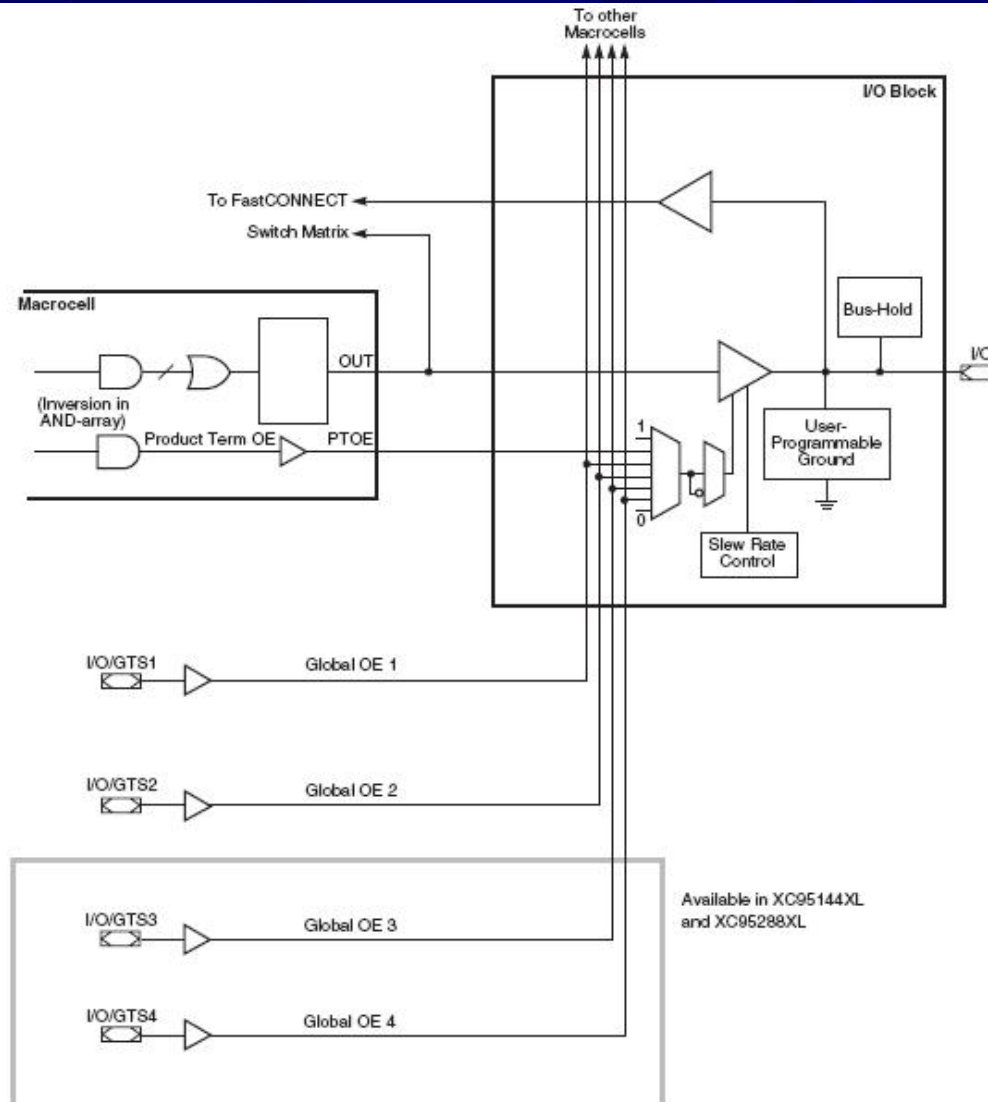 To other
Macrocells
I/O Block
To FastCONNECT
Switch Matrix
Macrocell
Bus-Hold
I/O
OUT
(Inversion in
AND-array)
Product Term OE
PTOE
1
User-
Programmable
Ground
0
Slew Rate
Control
I/O/GTS1
Global OE 1
I/O/GTS2
Global OE 2
I/O/GTS3
Global OE 3
Available in XC95144XL
and XC95288XL
I/O/GTS4
Global OE 4